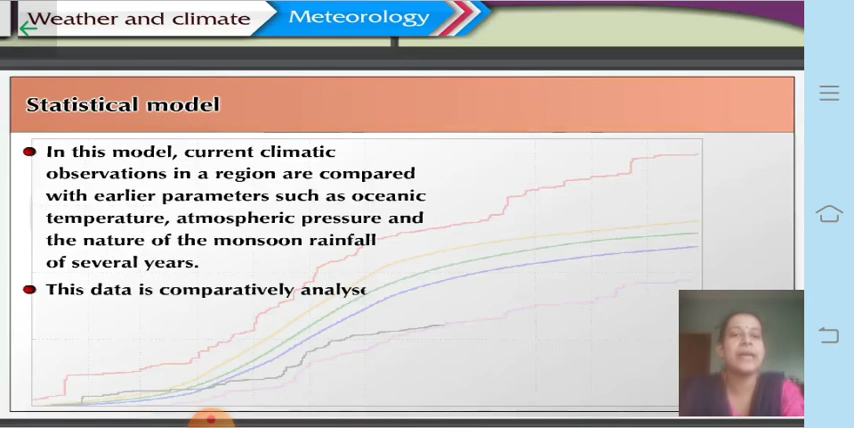 Weather and climate
Meteorology
Statistical model
In this model, current climatic
observations in a region are compared
with earlier parameters such as oceanic
temperature, atmospheric pressure and
the nature of the monsoon rainfall
of several years.
This data is comparatively